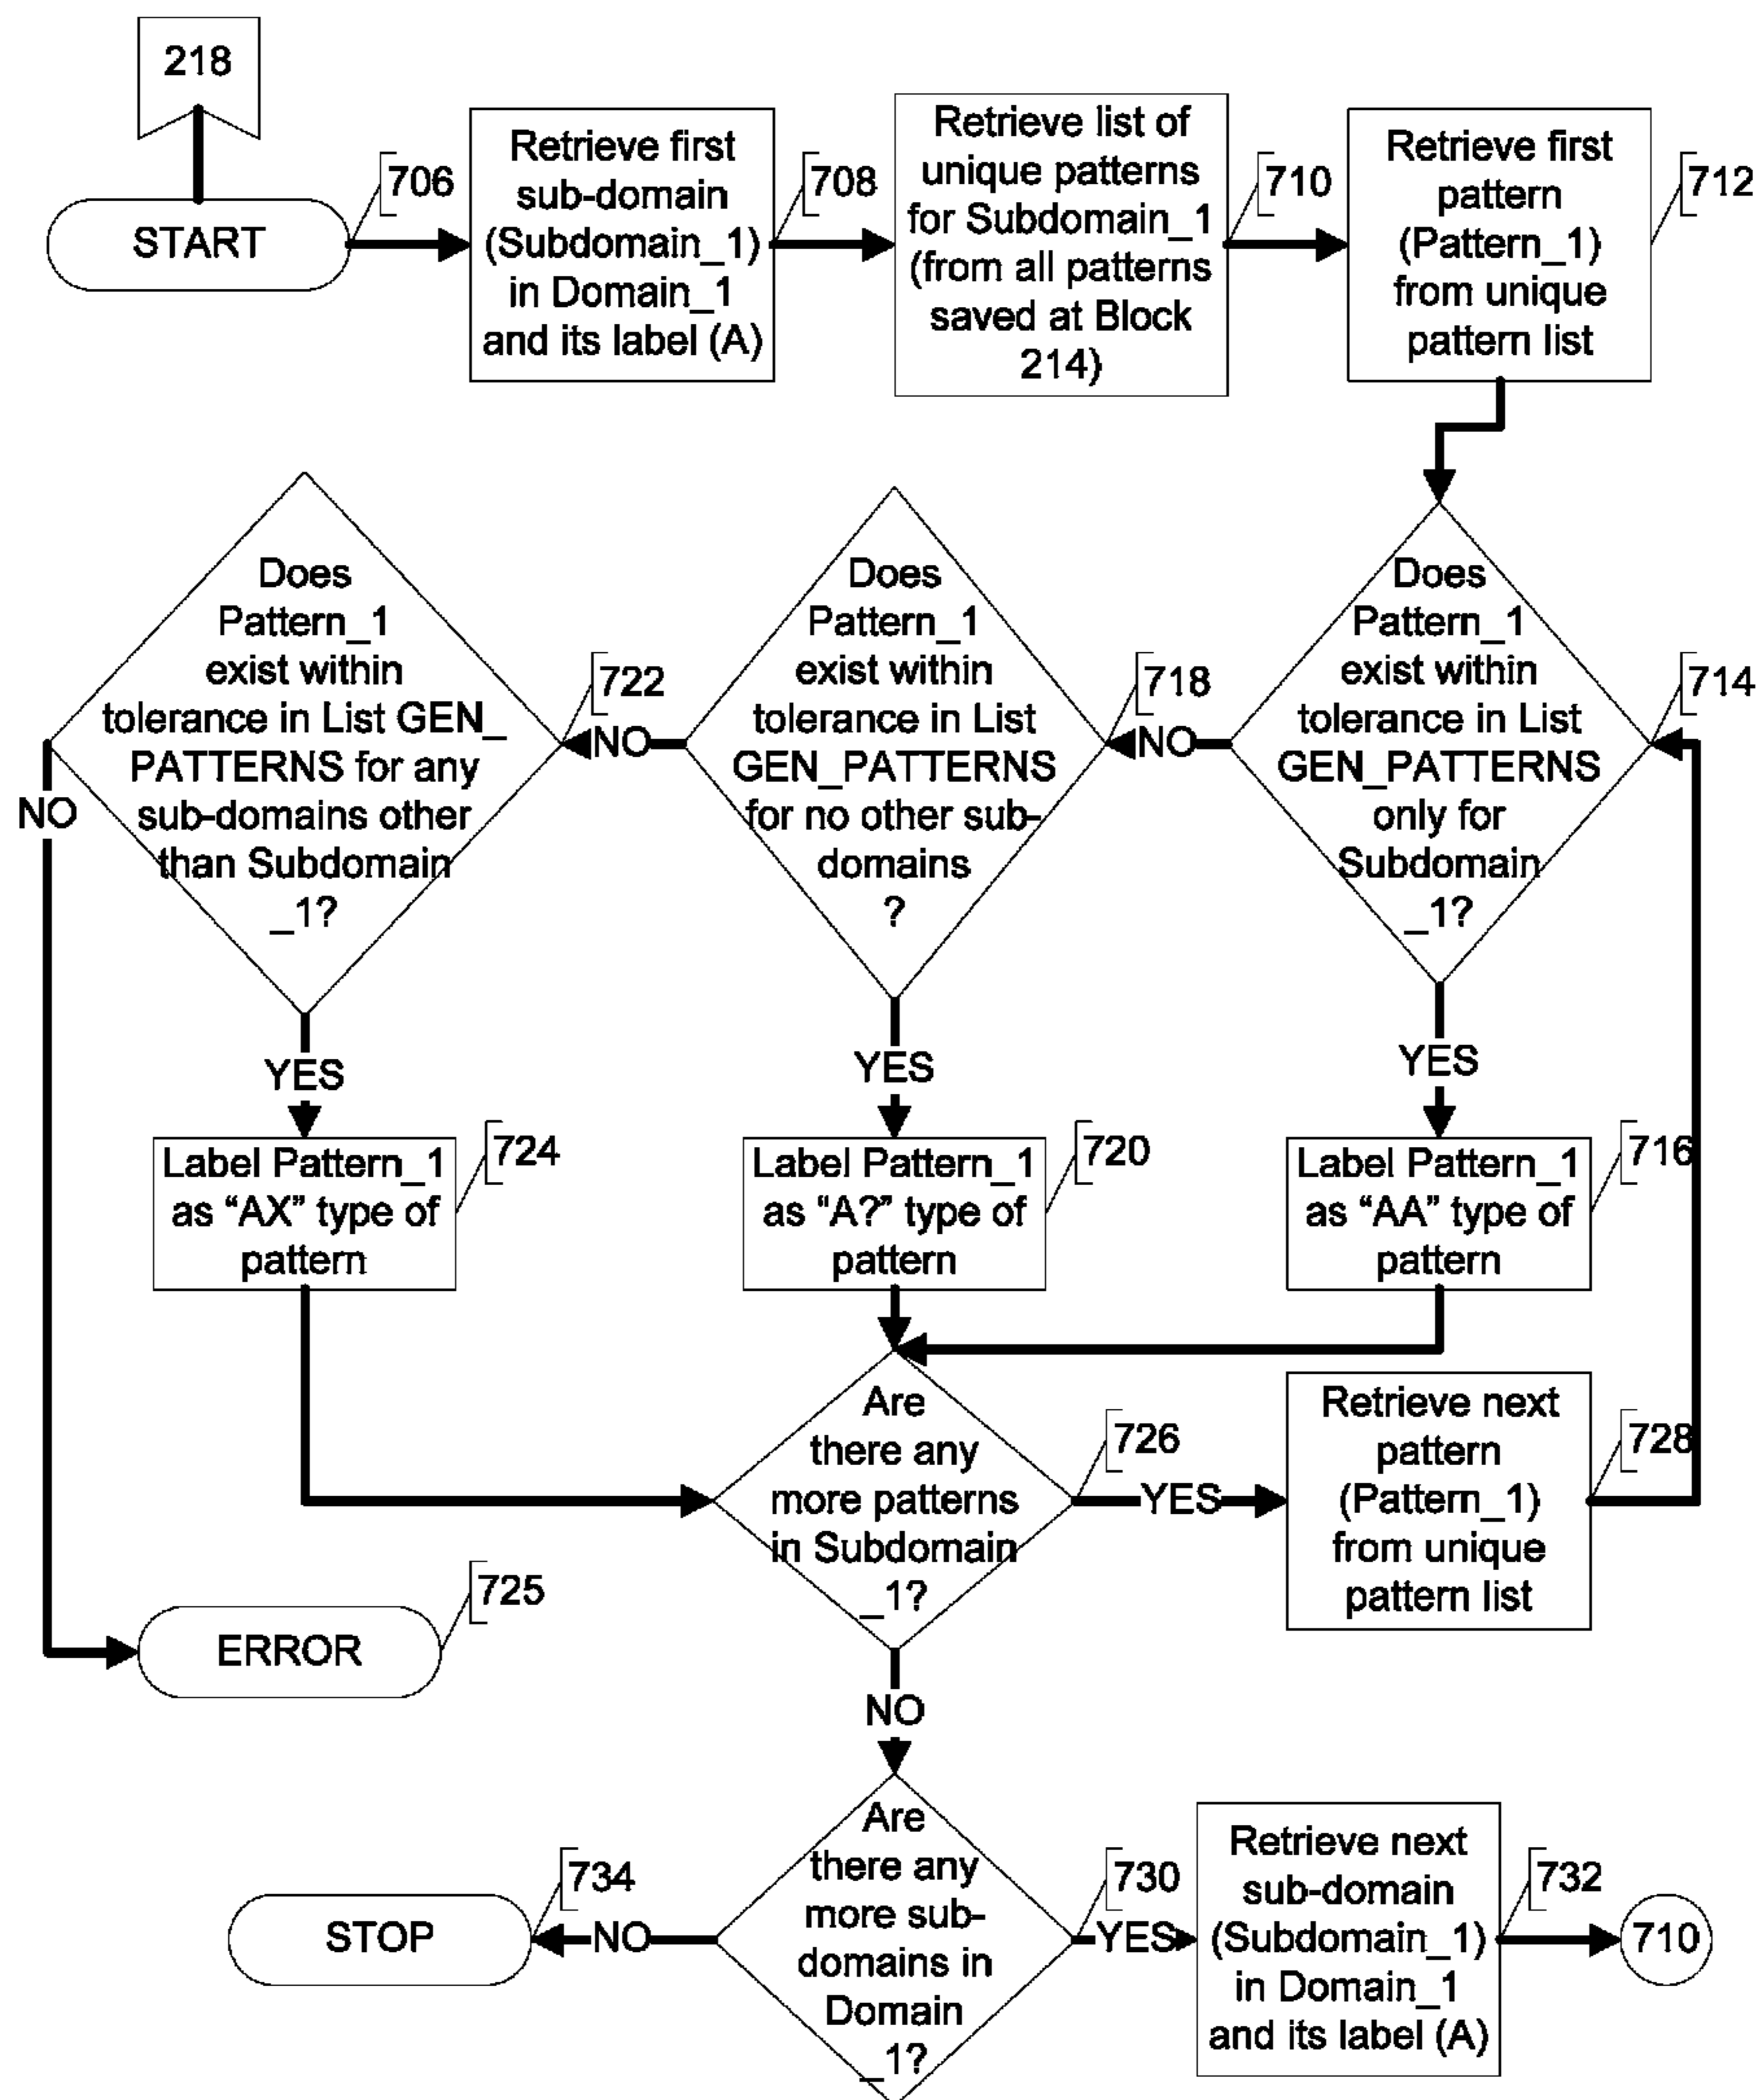 218
START
706
Retrieve first
sub-domain
(Subdomain_1)
in Domain_1
and its label (A)
708
Retrieve list of
unique patterns
for Subdomain_1
(from all patterns
saved at Block
214)
710
Retrieve first
pattern
(Pattern_1)
from unique
pattern list
712
Does
Pattern_1
exist within
tolerance in List GEN_
PATTERNS for any
sub-domains other
than Subdomain
_1?
722
NO
Does
Pattern_1
exist within
tolerance in List
GEN_PATTERNS
for no other sub-
domains
?
718
NO
Does
Pattern_1
exist within
tolerance in List
GEN_PATTERNS
only for
Subdomain
_1?
714
NO
YES
YES
YES
Label Pattern_1
as “AX” type of
pattern
724
Label Pattern_1
as “A?” type of
pattern
720
Label Pattern_1
as “AA” type of
pattern
716
Are
there any
more patterns
in Subdomain
_1?
726
YES
Retrieve next
pattern
(Pattern_1)
from unique
pattern list
728
ERROR
725
NO
STOP
734
NO
Are
there any
more sub-
domains in
Domain
_1?
730
YES
Retrieve next
sub-domain
(Subdomain_1)
in Domain_1
and its label (A)
732
710